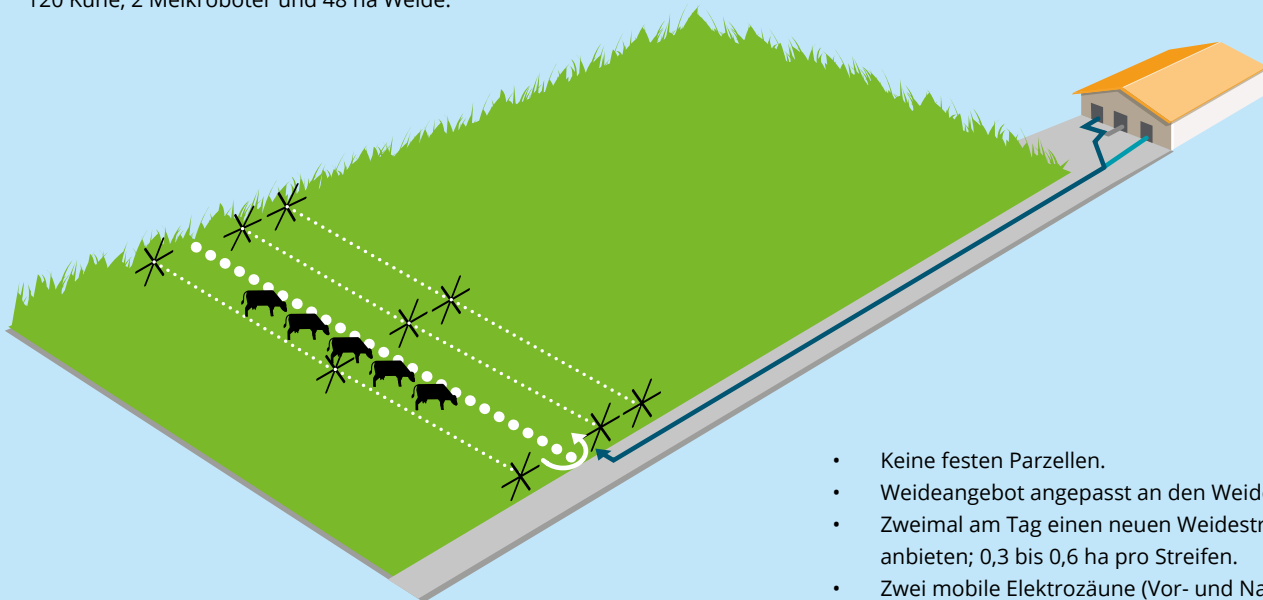 120 Kühe, 2 Melkroboter und 48 ha Weide.
• Keine festen Parzellen.
• Weideangebot angepasst an den
• Zweimal am Tag einen neuen
anbieten; 0,3 bis 0,6 ha pro Streifen.
• Zwei mobile Elektrozäune (Vor- und